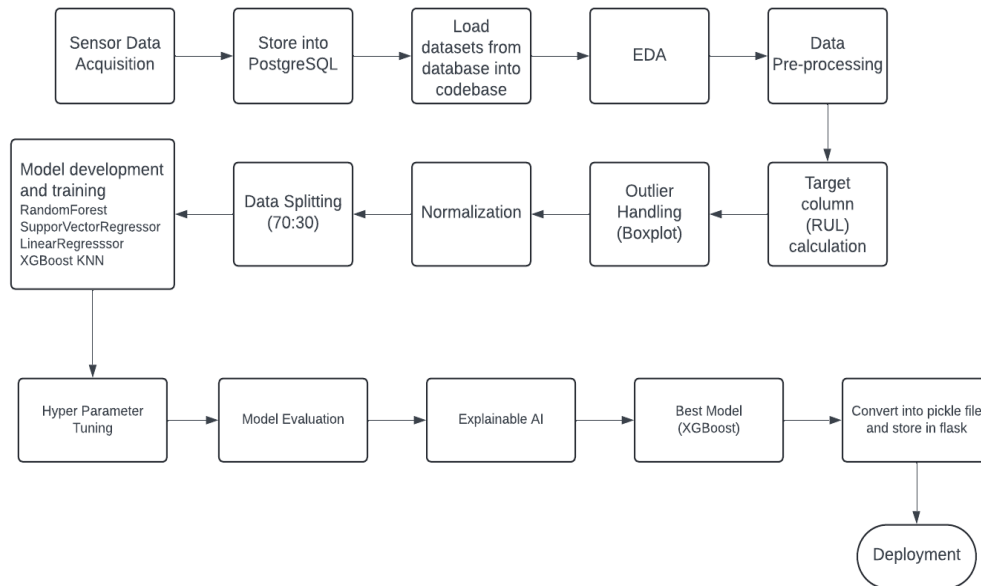 Sensor Data
Acquisition
Store into
PostgreSQL
Load
datasets from
database into
codebase
EDA
Data
Pre-processing
Target
column
(RUL)
calculation
Outlier
Handling
(Boxplot)
Normalization
Data Splitting
(70:30)
Model development
and training
RandomForest
SupporVectorRegressor
LinearRegresssor
XGBoost KNN
Hyper Parameter
Tuning
Model Evaluation
Explainable AI
Best Model
(XGBoost)
Convert into pickle file
and store in flask
Deployment